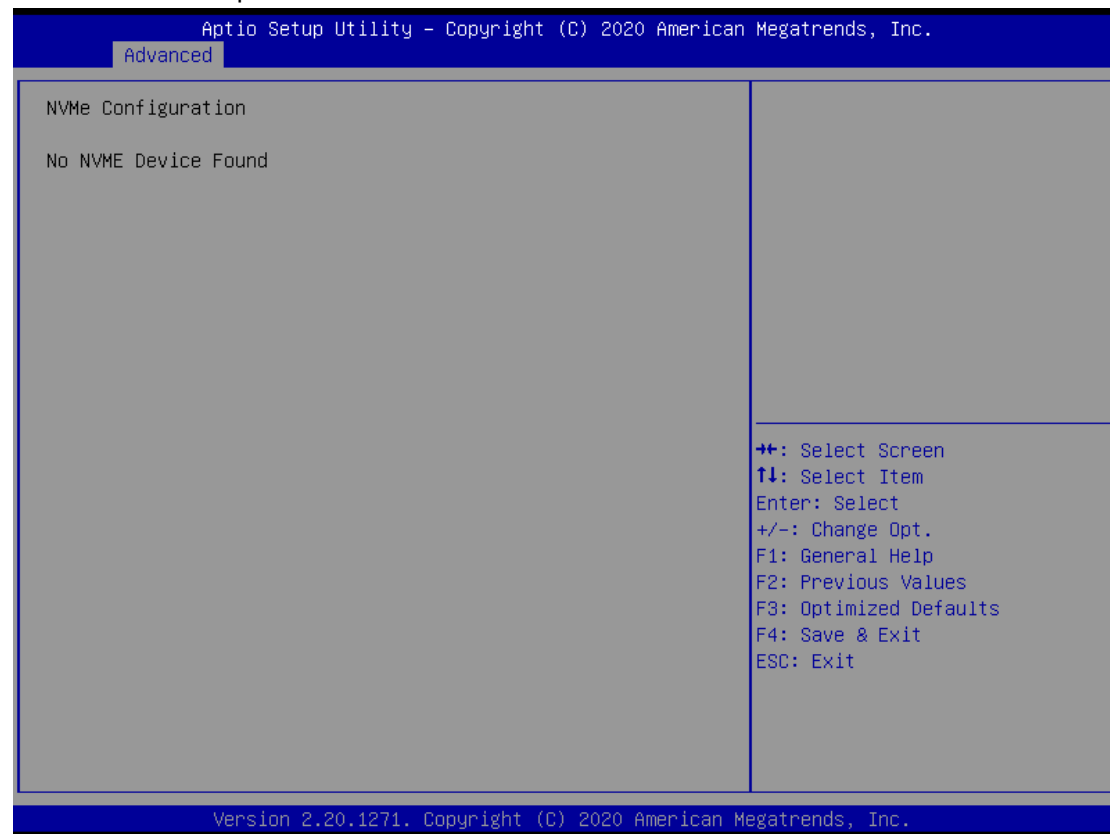 Aptio Setup Utility – Copyright (C) 2020 American Megatrends, Inc.
Advanced
NVMe Configuration
No NVME Device Found
→←: Select Screen
↑↓: Select Item
Enter: Select
+/-: Change Opt.
F1: General Help
F2: Previous Values
F3: Optimized Defaults
F4: Save & Exit
ESC: Exit
Version 2.20.1271. Copyright (C) 2020 American Megatrends, Inc.